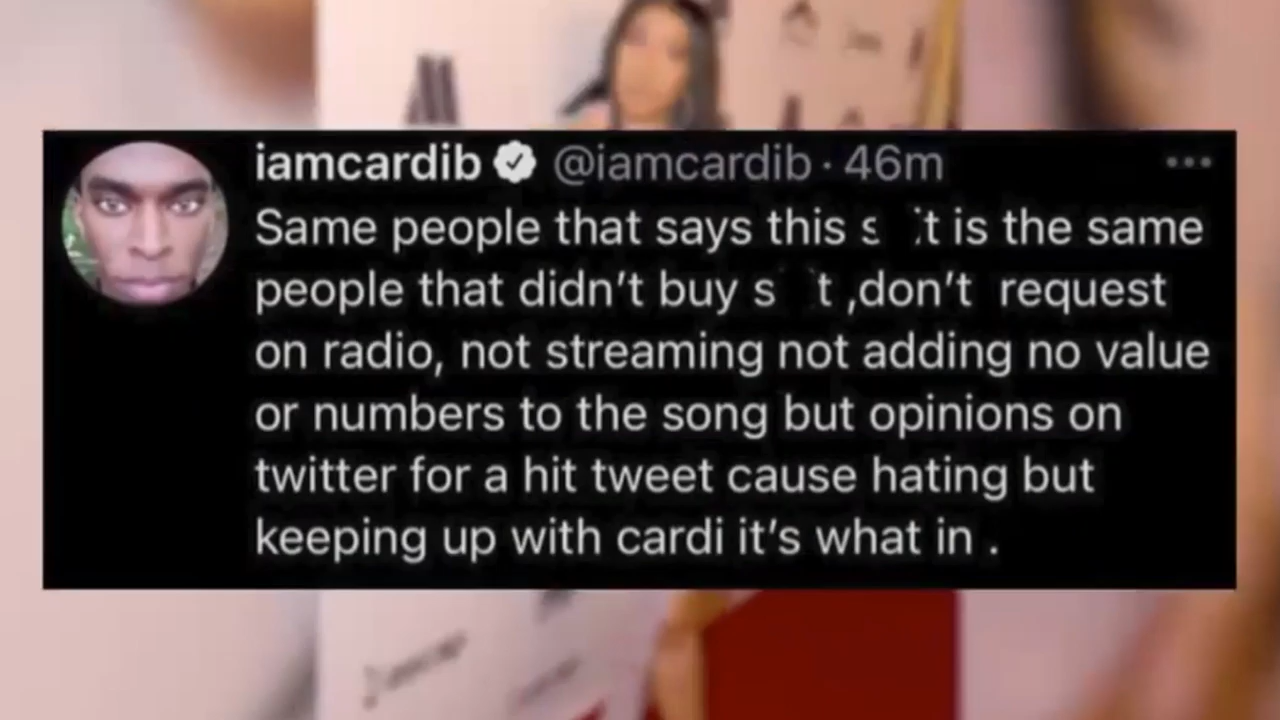 iamcardib @iamcardib · 46m
Same people that says this s t is the same
people that didn't buy s t ,don't request
on radio, not streaming not adding no value
or numbers to the song but opinions on
twitter for a hit tweet cause hating but
keeping up with cardi it's what in .